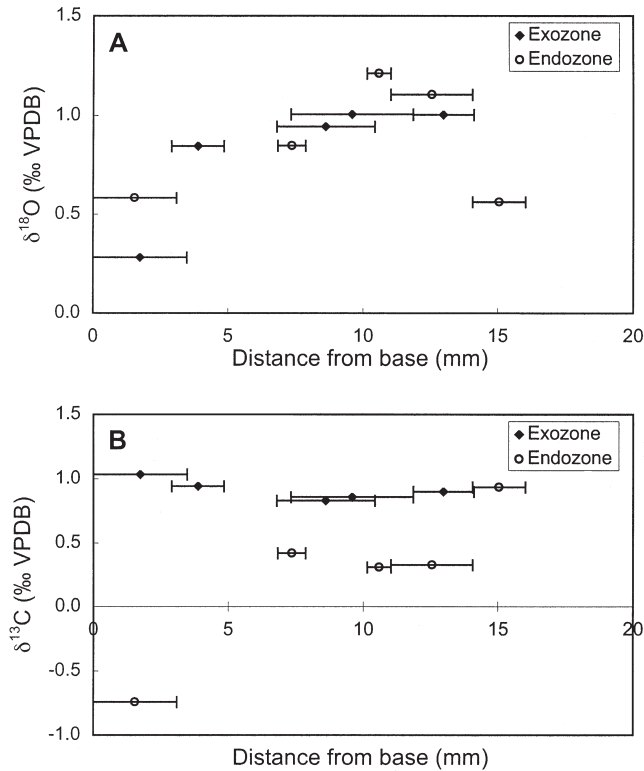 A
Exozone
Endozone
1.5
1.0
0.5
0.0
δ18O (‰ VPDB)
0 5 10 15 20
Distance from base (mm)
B
Exozone
Endozone
1.5
1.0
0.5
0.0
-0.5
-1.0
δ13C (‰ VPDB)
0 5 10 15 20
Distance from base (mm)